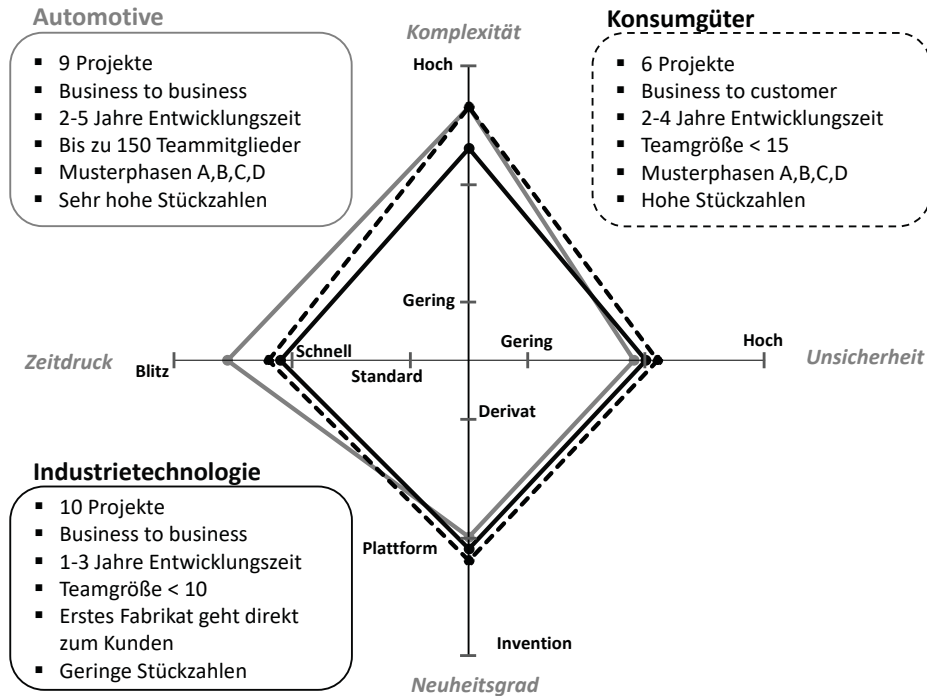 Automotive
▪ 9 Projekte
▪ Business to business
▪ 2-5 Jahre Entwicklungszeit
▪ Bis zu 150 Teammitglieder
▪ Musterphasen A,B,C,D
▪ Sehr hohe Stückzahlen
Komplexität
Hoch
Gering
Konsumgüter
▪ 6 Projekte
▪ Business to customer
▪ 2-4 Jahre Entwicklungszeit
▪ Teamgröße < 15
▪ Musterphasen A,B,C,D
▪ Hohe Stückzahlen
Zeitdruck
Blitz
Schnell
Standard
Gering
Hoch
Unsicherheit
Derivat
Plattform
Invention
Neuheitsgrad
Industrietechnologie
▪ 10 Projekte
▪ Business to business
▪ 1-3 Jahre Entwicklungszeit
▪ Teamgröße < 10
▪ Erstes Fabrikat geht direkt
zum Kunden
▪ Geringe Stückzahlen